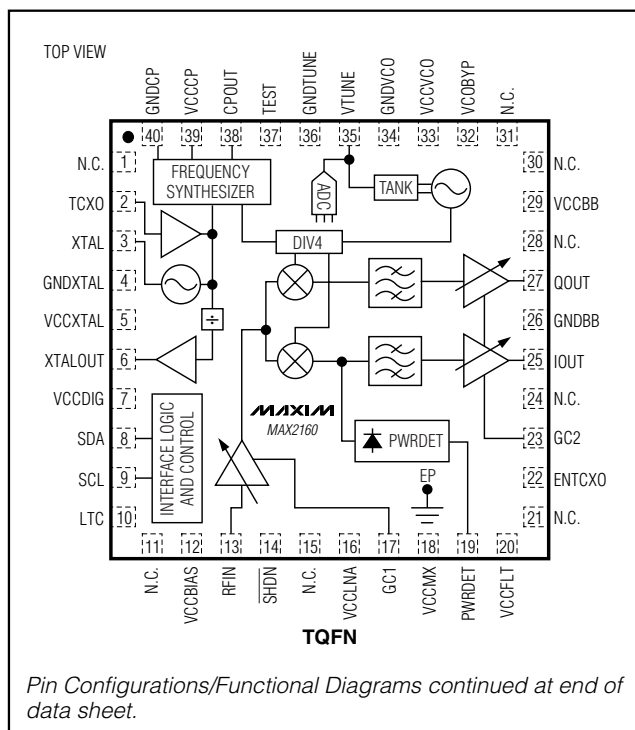 TOP VIEW
GNDCP
VCCCP
CPOUT
TEST
GNDTUNE
VTUNE
GNDVCO
VCCVCO
VCOBYP
N.C.
40 39 38 37 36 35 34 33 32 31
N.C. 1
TCXO 2
XTAL 3
GNDXTAL 4
VCCXTAL 5
XTALOUT 6
VCCDIG 7
SDA 8
SCL 9
LTC 10
FREQUENCY
SYNTHESIZER
ADC
TANK
DIV4
÷
INTERFACE LOGIC
AND CONTROL
MAXIM
MAX2160
PWRDET
EP
30 N.C.
29 VCCBB
28 N.C.
27 QOUT
26 GNDBB
25 IOUT
24 N.C.
23 GC2
22 ENTCXO
21 N.C.
11 12 13 14 15 16 17 18 19 20
N.C.
VCCBIAS
RFIN
SHDN
N.C.
VCCLNA
GC1
VCCMX
PWRDET
VCCFLT
TQFN
Pin Configurations/Functional Diagrams continued at end of
data sheet.